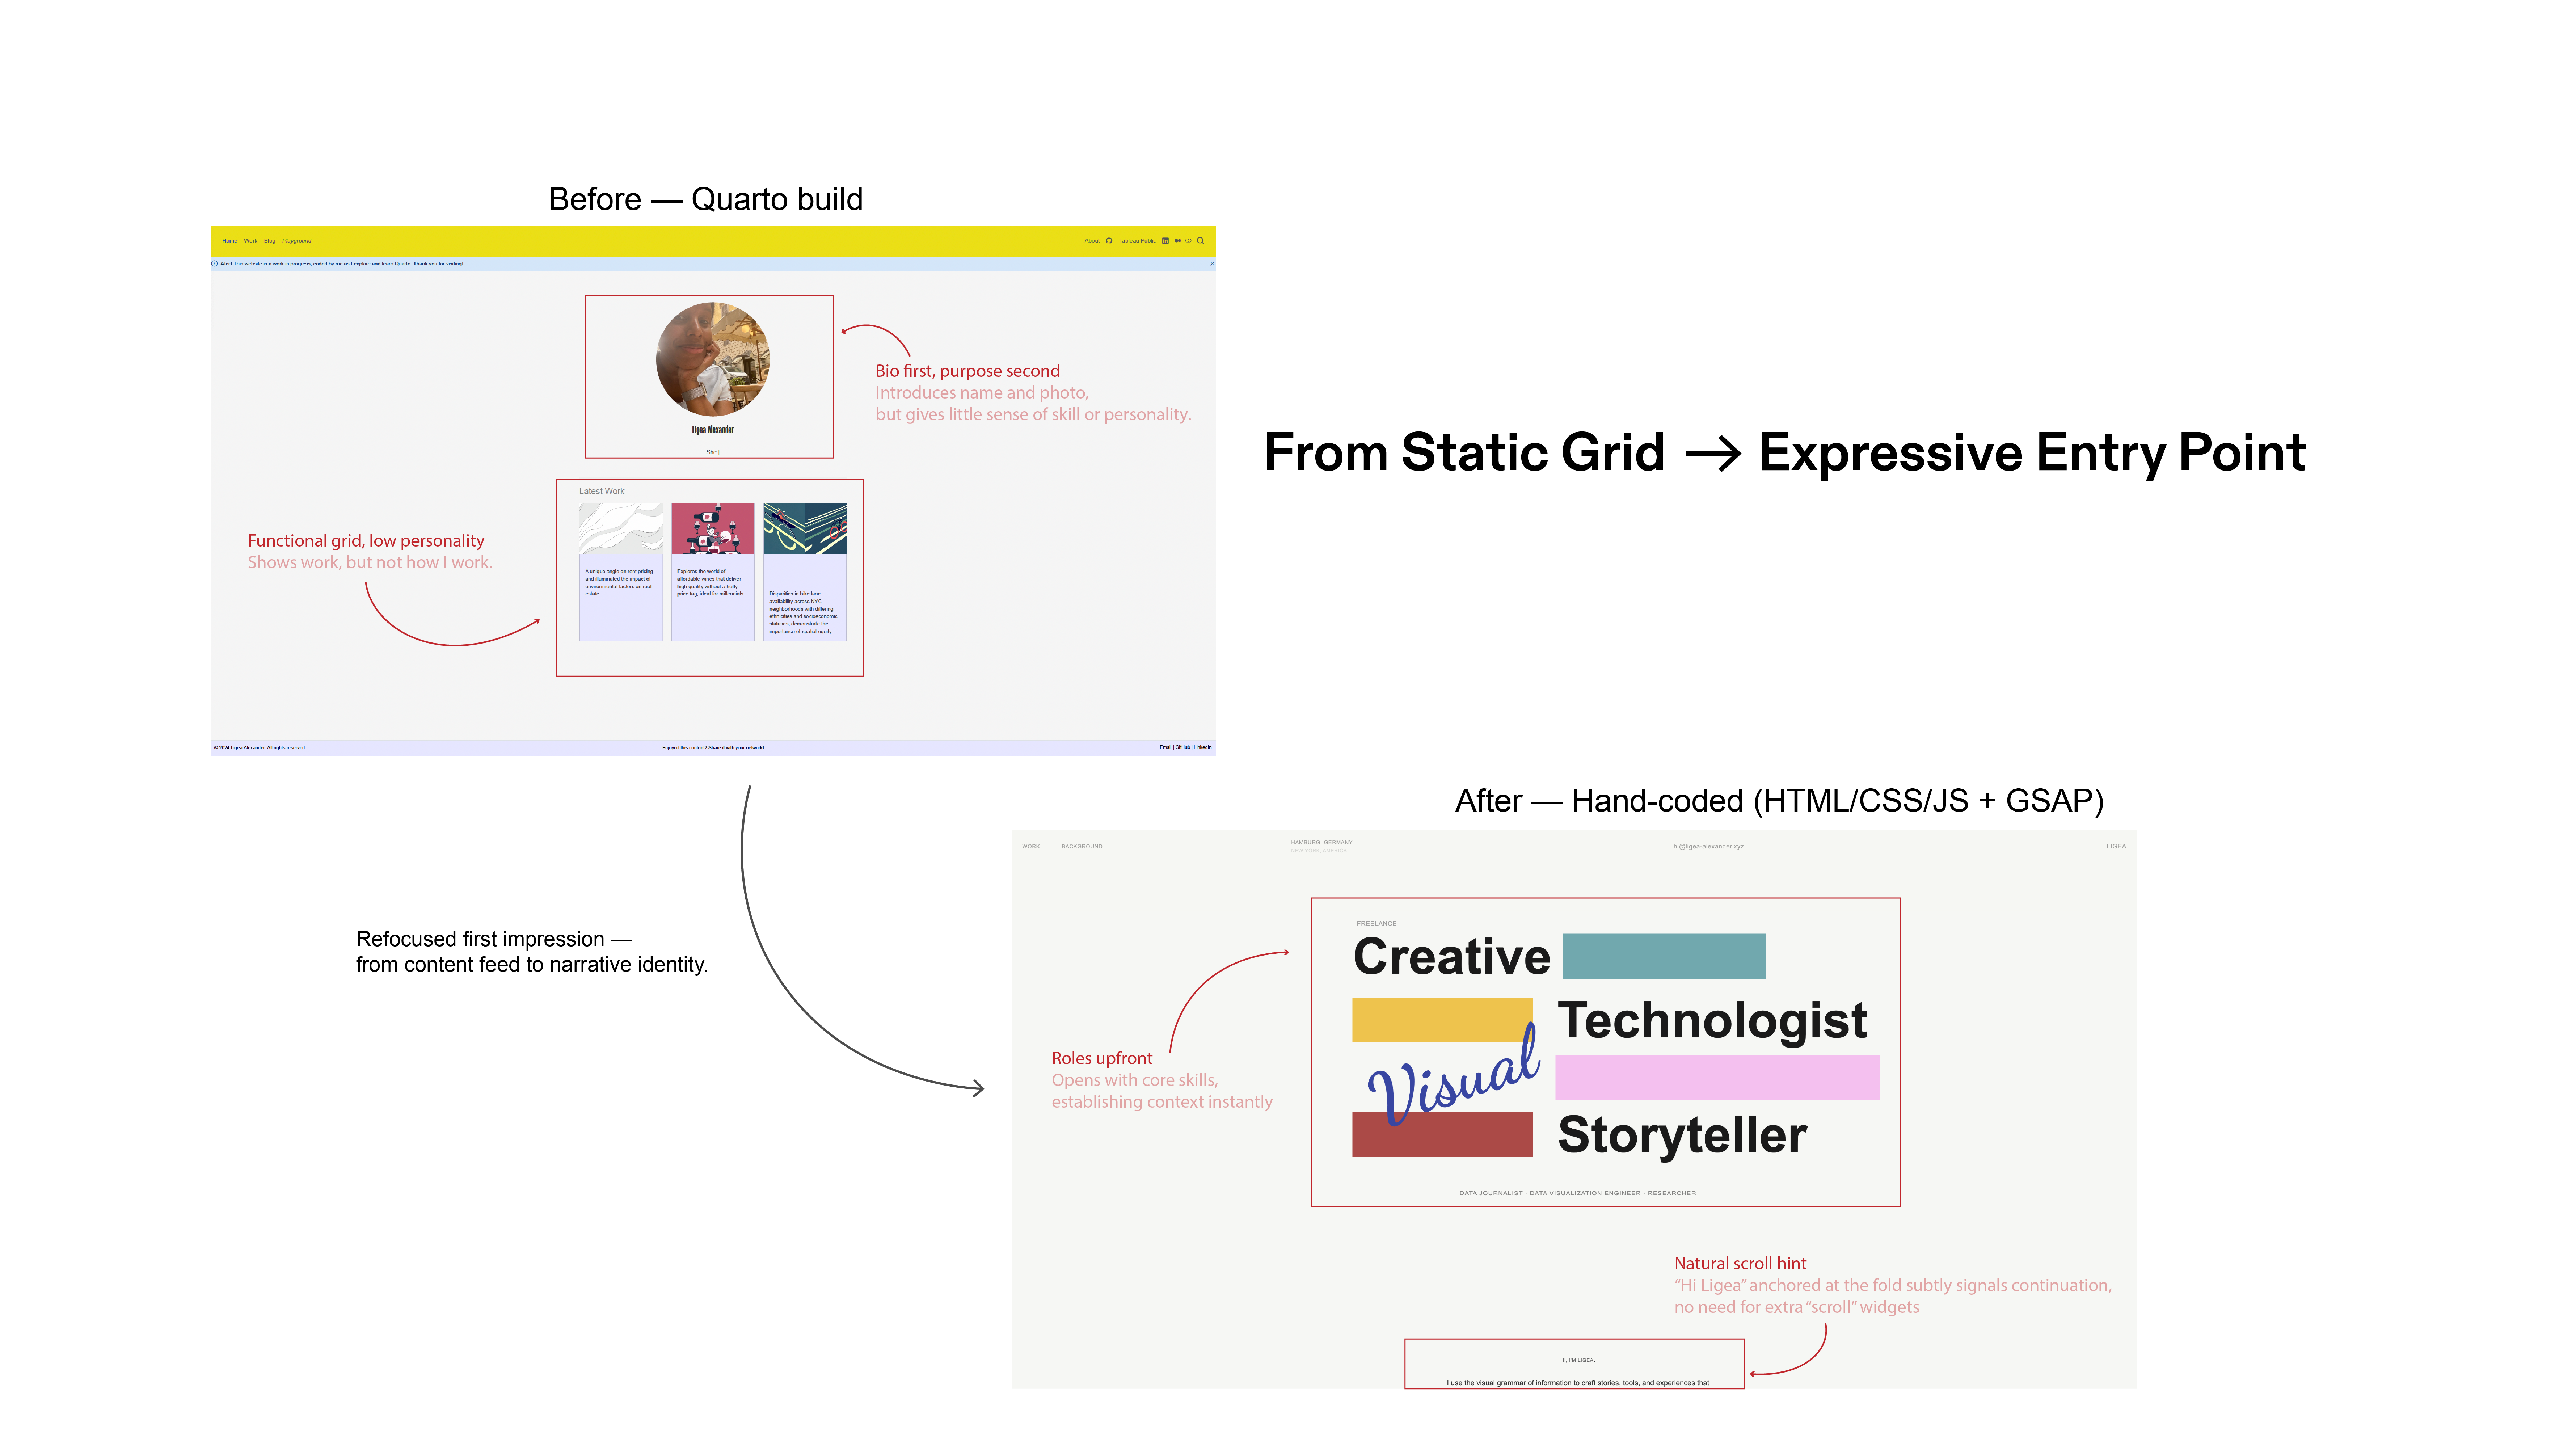 Before — Quarto build
Home Work Blog Playground
About Tableau Public
Alert This website is a work in progress, coded by me as I explore and learn Quarto. Thank you for visiting!
Ligea Alexander
She |
Bio first, purpose second
Introduces name and photo,
but gives little sense of skill or personality.
From Static Grid → Expressive Entry Point
Latest Work
Functional grid, low personality
Shows work, but not how I work.
A unique angle on rent pricing
and illuminated the impact of
environmental factors on real
estate
Explores the world of
affordable wines that deliver
high quality without a hefty
price tag, ideal for millennials
Disparities in bike lane
availability across NYC
neighborhoods with differing
ethnicities and socioeconomic
statuses, demonstrate the
importance of spatial equity.
© 2024 Ligea Alexander. All rights reserved.
Enjoyed this content? Share it with your network!
Email | GitHub | LinkedIn
After — Hand-coded (HTML/CSS/JS + GSAP)
WORK BACKGROUND
HAMBURG, GERMANY
NEW YORK, AMERICA
hi@ligea-alexander.xyz
LIGEA
Refocused first impression —
from content feed to narrative identity.
FREELANCE
Creative
Technologist
Visual
Storyteller
DATA JOURNALIST · DATA VISUALIZATION ENGINEER · RESEARCHER
Roles upfront
Opens with core skills,
establishing context instantly
Natural scroll hint
“Hi Ligea” anchored at the fold subtly signals continuation,
no need for extra “scroll” widgets
HI, I'M LIGEA.
I use the visual grammar of information to craft stories, tools, and experiences that